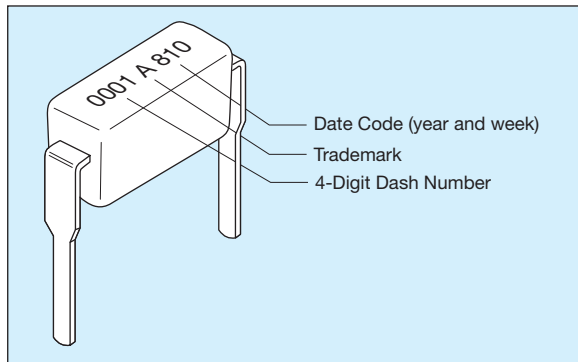 0001 A 810
Date Code (year and week)
Trademark
4-Digit Dash Number